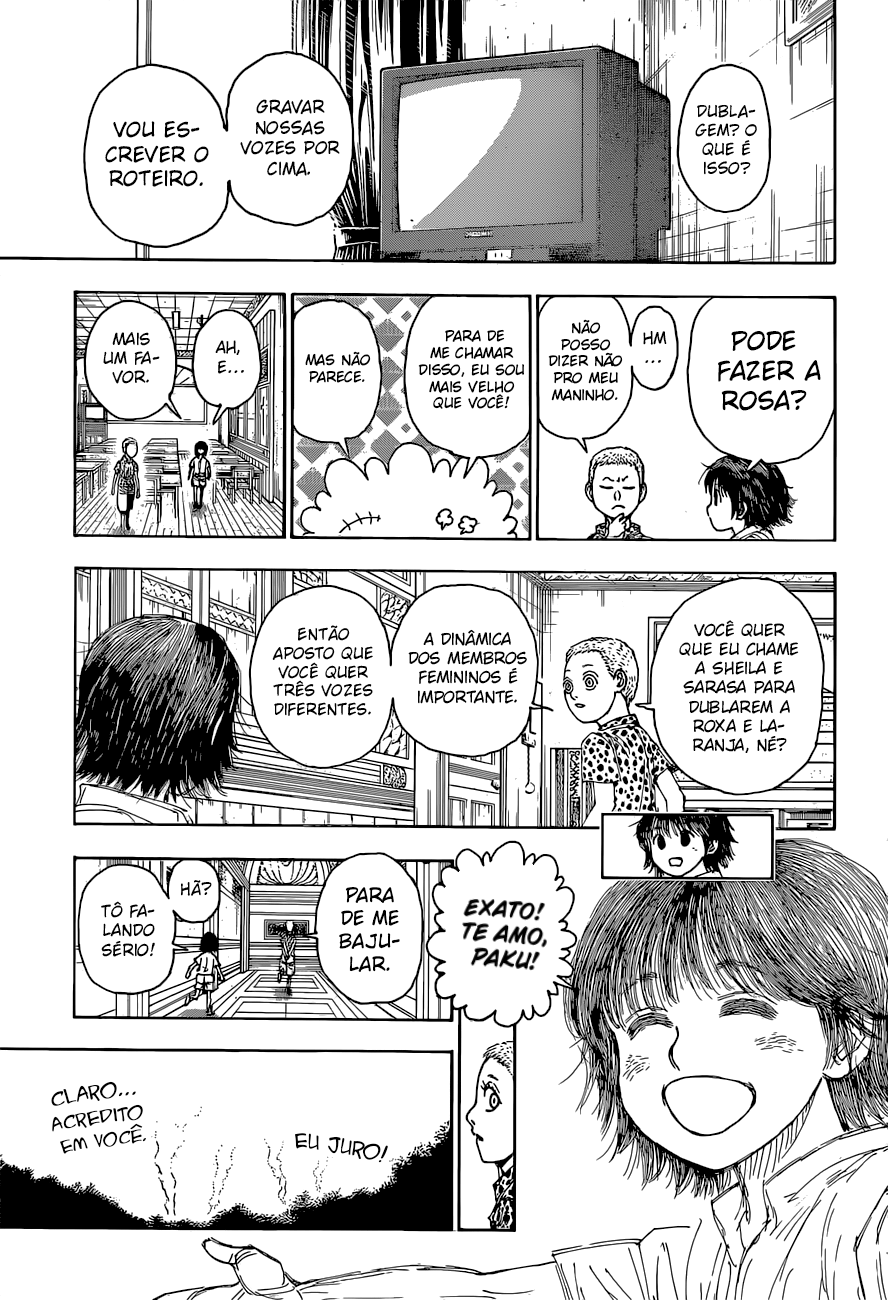 DUBLA-
GEM? O
QUE É
ISSO?
GRAVAR
NOSSAS
VOZES POR
CIMA.
VOU ES-
CREVER O
ROTEIRO.
PODE
FAZER A
ROSA?
HM
...
NÃO
POSSO
DIZER NÃO
PRO MEU
MANINHO.
PARA DE
ME CHAMAR
DISSO, EU SOU
MAIS VELHO
QUE VOCÊ!
MAS NÃO
PARECE.
AH,
E...
MAIS
UM FA-
VOR.
VOCÊ QUER
QUE EU CHAME
A SHEILA E
SARASA PARA
DUBLAREM A
ROXA E LA-
RANJA, NÉ?
A DINÂMICA
DOS MEMBROS
FEMININOS É
IMPORTANTE.
ENTÃO
APOSTO QUE
VOCÊ QUER
TRÊS VOZES
DIFERENTES.
EXATO!
TE AMO,
PAKU!
PARA
DE ME
BAJU-
LAR.
HÃ?
TÔ FA-
LANDO
SÉRIO!
EU JURO!
CLARO...
ACREDITO
EM VOCÊ.